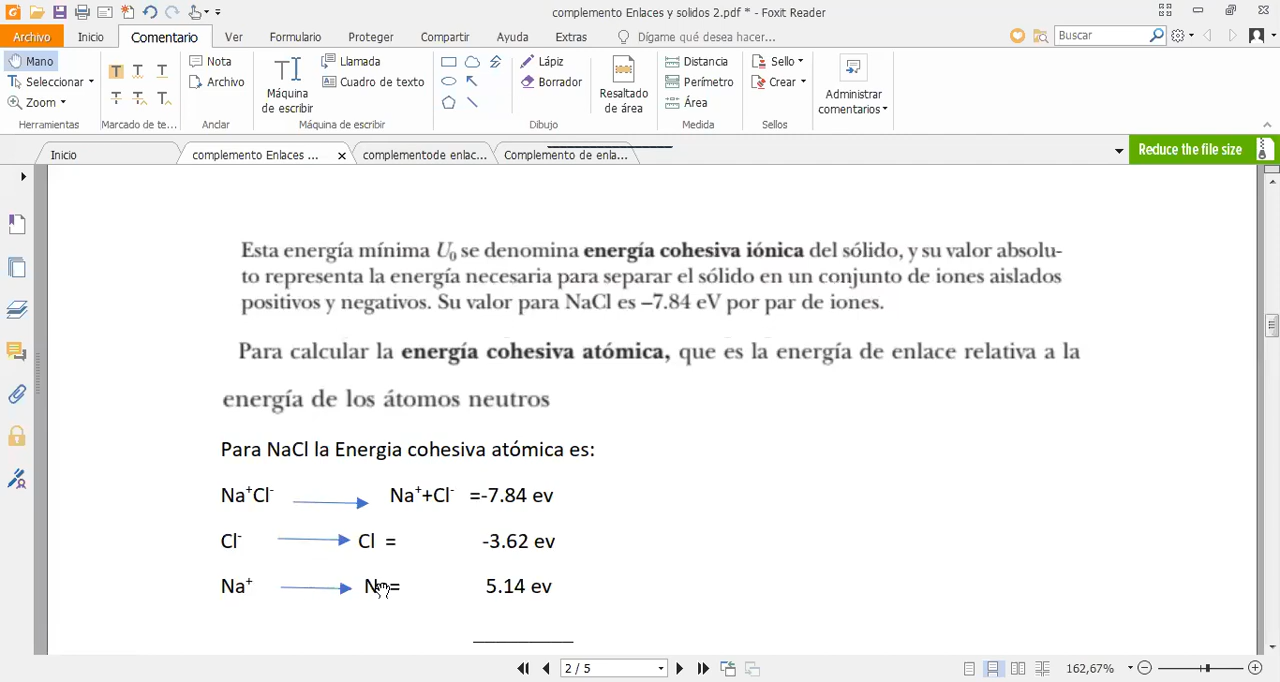 complemento Enlaces y solidos 2.pdf * - Foxit Reader
Archivo Inicio Comentario Ver Formulario Proteger Compartir Ayuda Extras Dígame qué desea hacer... Buscar
Mano
Seleccionar
Zoom
Herramientas
T T T
T T T
Marcado de te...
Nota
Archivo
Anclar
Máquina
de escribir
Llamada
Cuadro de texto
Máquina de escribir
Lápiz
Borrador
Dibujo
Resaltado
de área
Distancia
Perímetro
Área
Medida
Sello
Crear
Sellos
Administrar
comentarios
Inicio complemento Enlaces ... complementode enlac... Complemento de enla... Reduce the file size
Esta energía mínima U₀ se denomina energía cohesiva iónica del sólido, y su valor absolu-
to representa la energía necesaria para separar el sólido en un conjunto de iones aislados
positivos y negativos. Su valor para NaCl es –7.84 eV por par de iones.
Para calcular la energía cohesiva atómica, que es la energía de enlace relativa a la
energía de los átomos neutros
Para NaCl la Energia cohesiva atómica es:
Na⁺Cl⁻ → Na⁺+Cl⁻ =-7.84 ev
Cl⁻ → Cl = -3.62 ev
Na⁺ → = 5.14 ev
2 / 5 162,67%